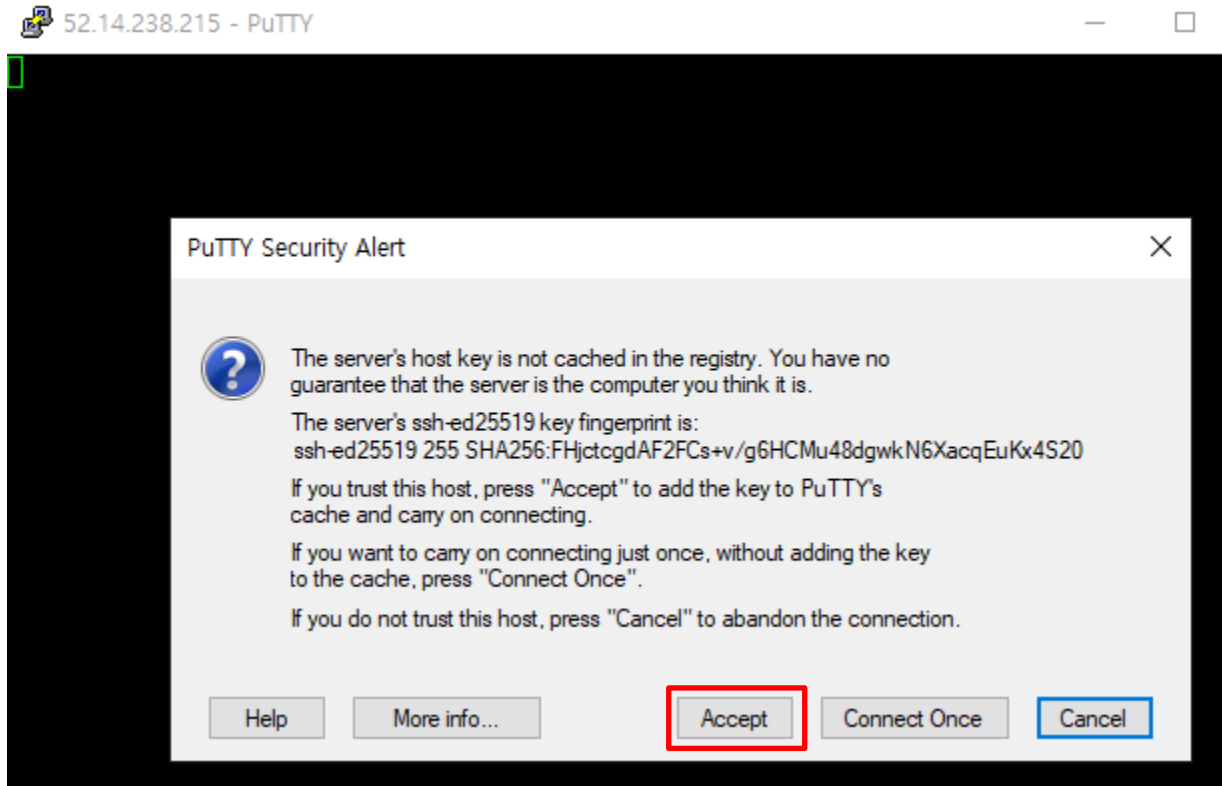 52.14.238.215 - PuTTY
PuTTY Security Alert
The server's host key is not cached in the registry. You have no
guarantee that the server is the computer you think it is.
The server's ssh-ed25519 key fingerprint is:
ssh-ed25519 255 SHA256:FHjctcgdAF2FCs+v/g6HCMu48dgwkN6XacqEuKx4S20
If you trust this host, press "Accept" to add the key to PuTTY's
cache and carry on connecting.
If you want to carry on connecting just once, without adding the key
to the cache, press "Connect Once".
If you do not trust this host, press "Cancel" to abandon the connection.
Help More info... Accept Connect Once Cancel